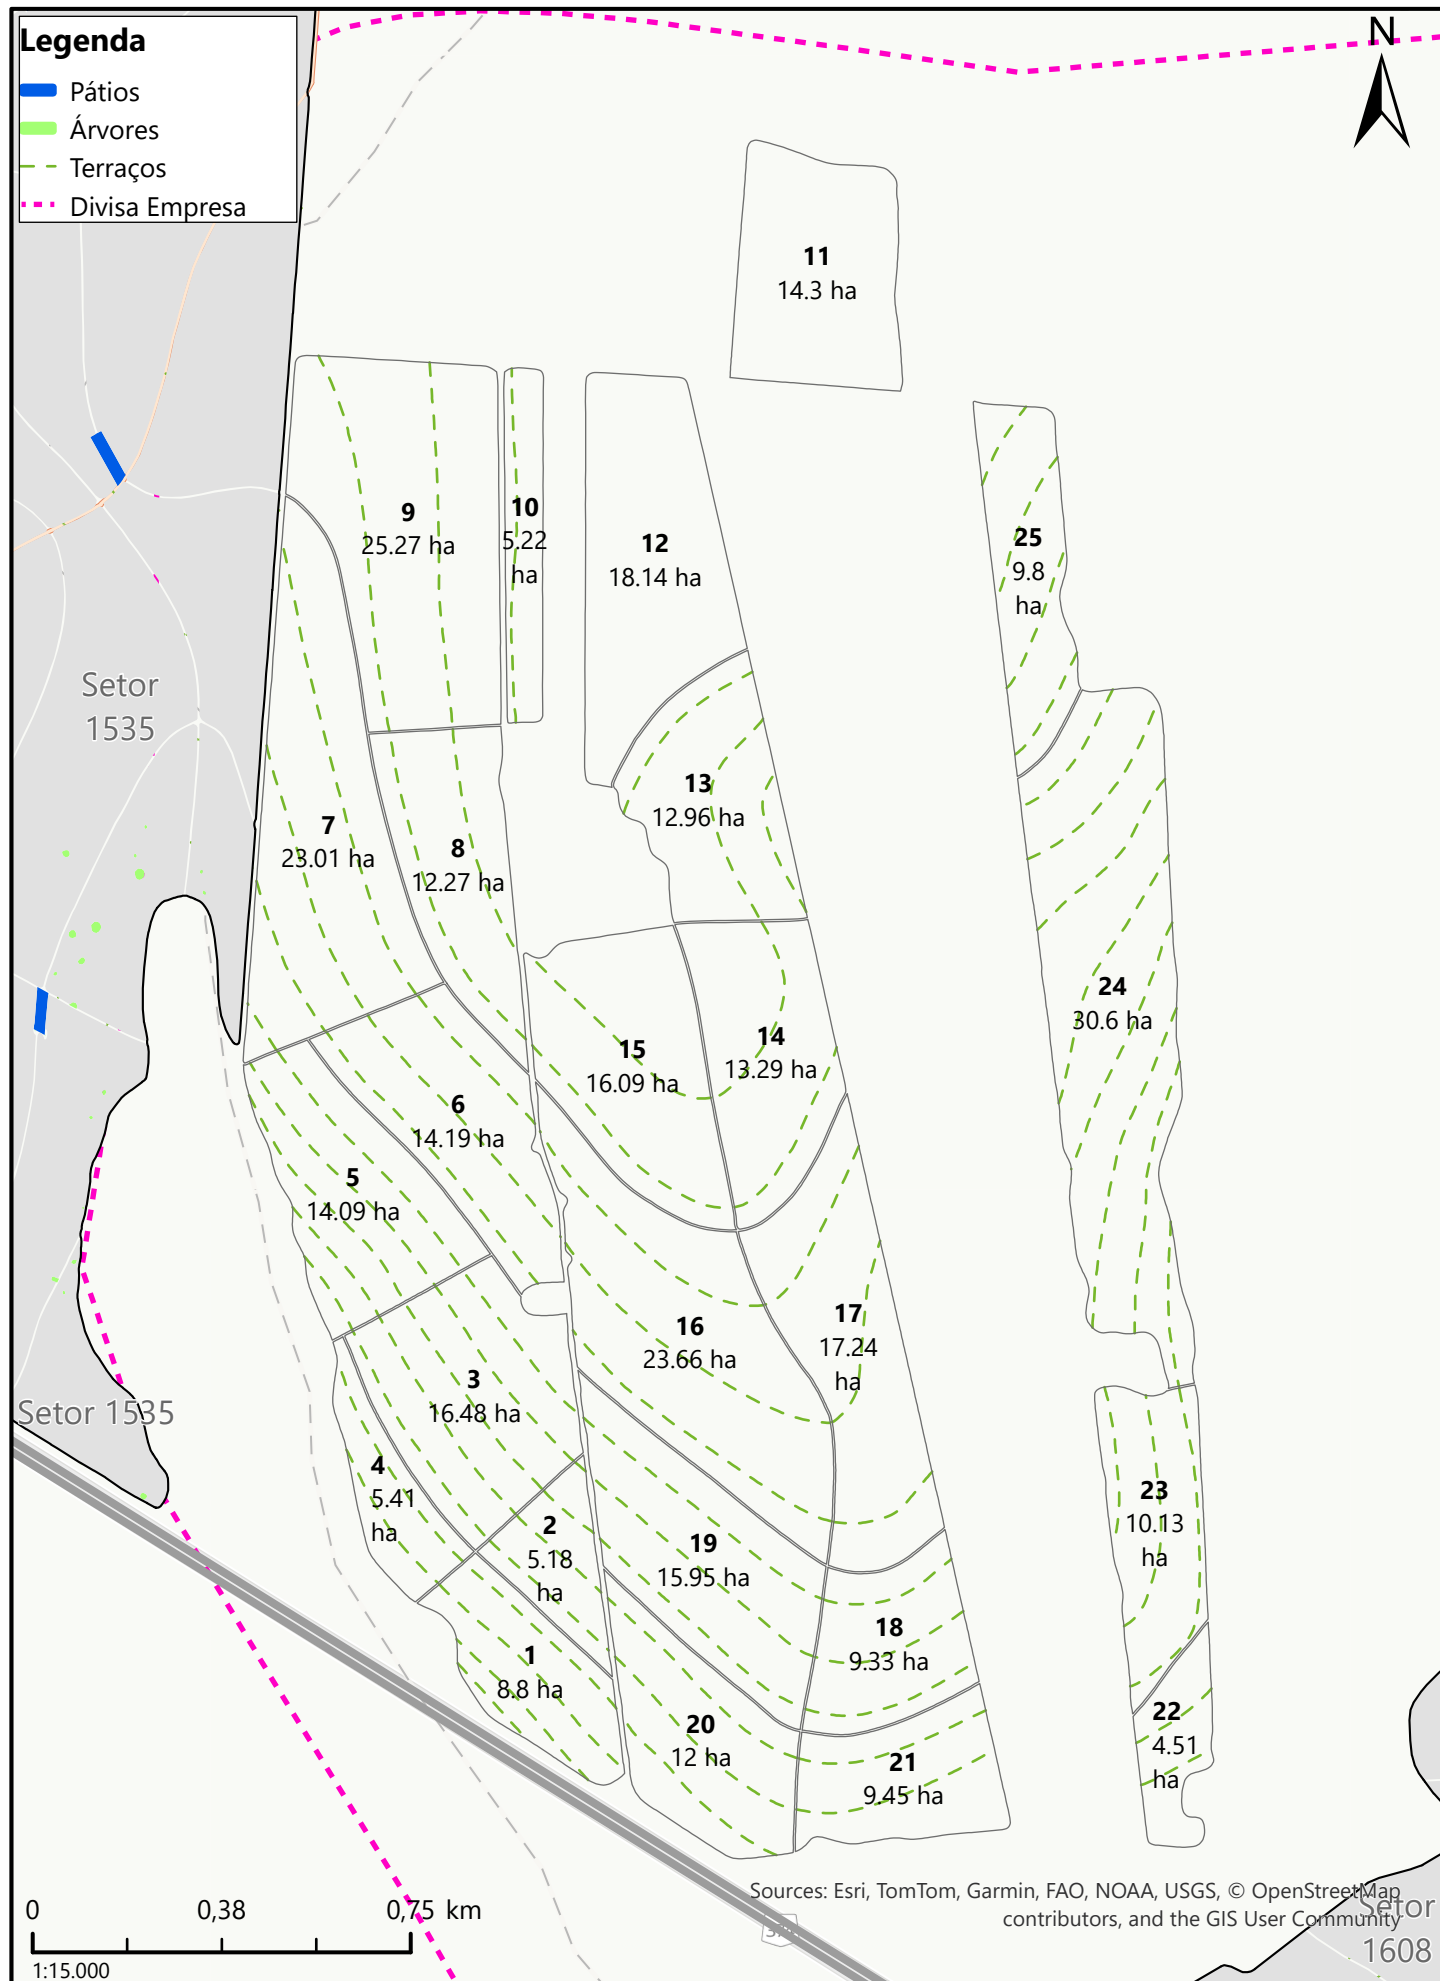 Legenda
Pátios
Árvores
Terraços
Divisa Empresa
N
11
14.3 ha
9
25.27 ha
10
5.22
ha
12
18.14 ha
25
9.8
ha
Setor
1535
13
12.96 ha
7
23.01 ha
8
12.27 ha
24
30.6 ha
15
16.09 ha
14
13.29 ha
6
14.19 ha
5
14.09 ha
16
23.66 ha
17
17.24
ha
3
16.48 ha
Setor 1535
4
5.41
ha
23
10.13
ha
2
5.18
ha
19
15.95 ha
18
9.33 ha
1
8.8 ha
22
4.51
ha
20
12 ha
21
9.45 ha
Sources: Esri, TomTom, Garmin, FAO, NOAA, USGS, © OpenStreetMap
contributors, and the GIS User Community
Setor
1608
0 0,38 0,75 km
1:15.000